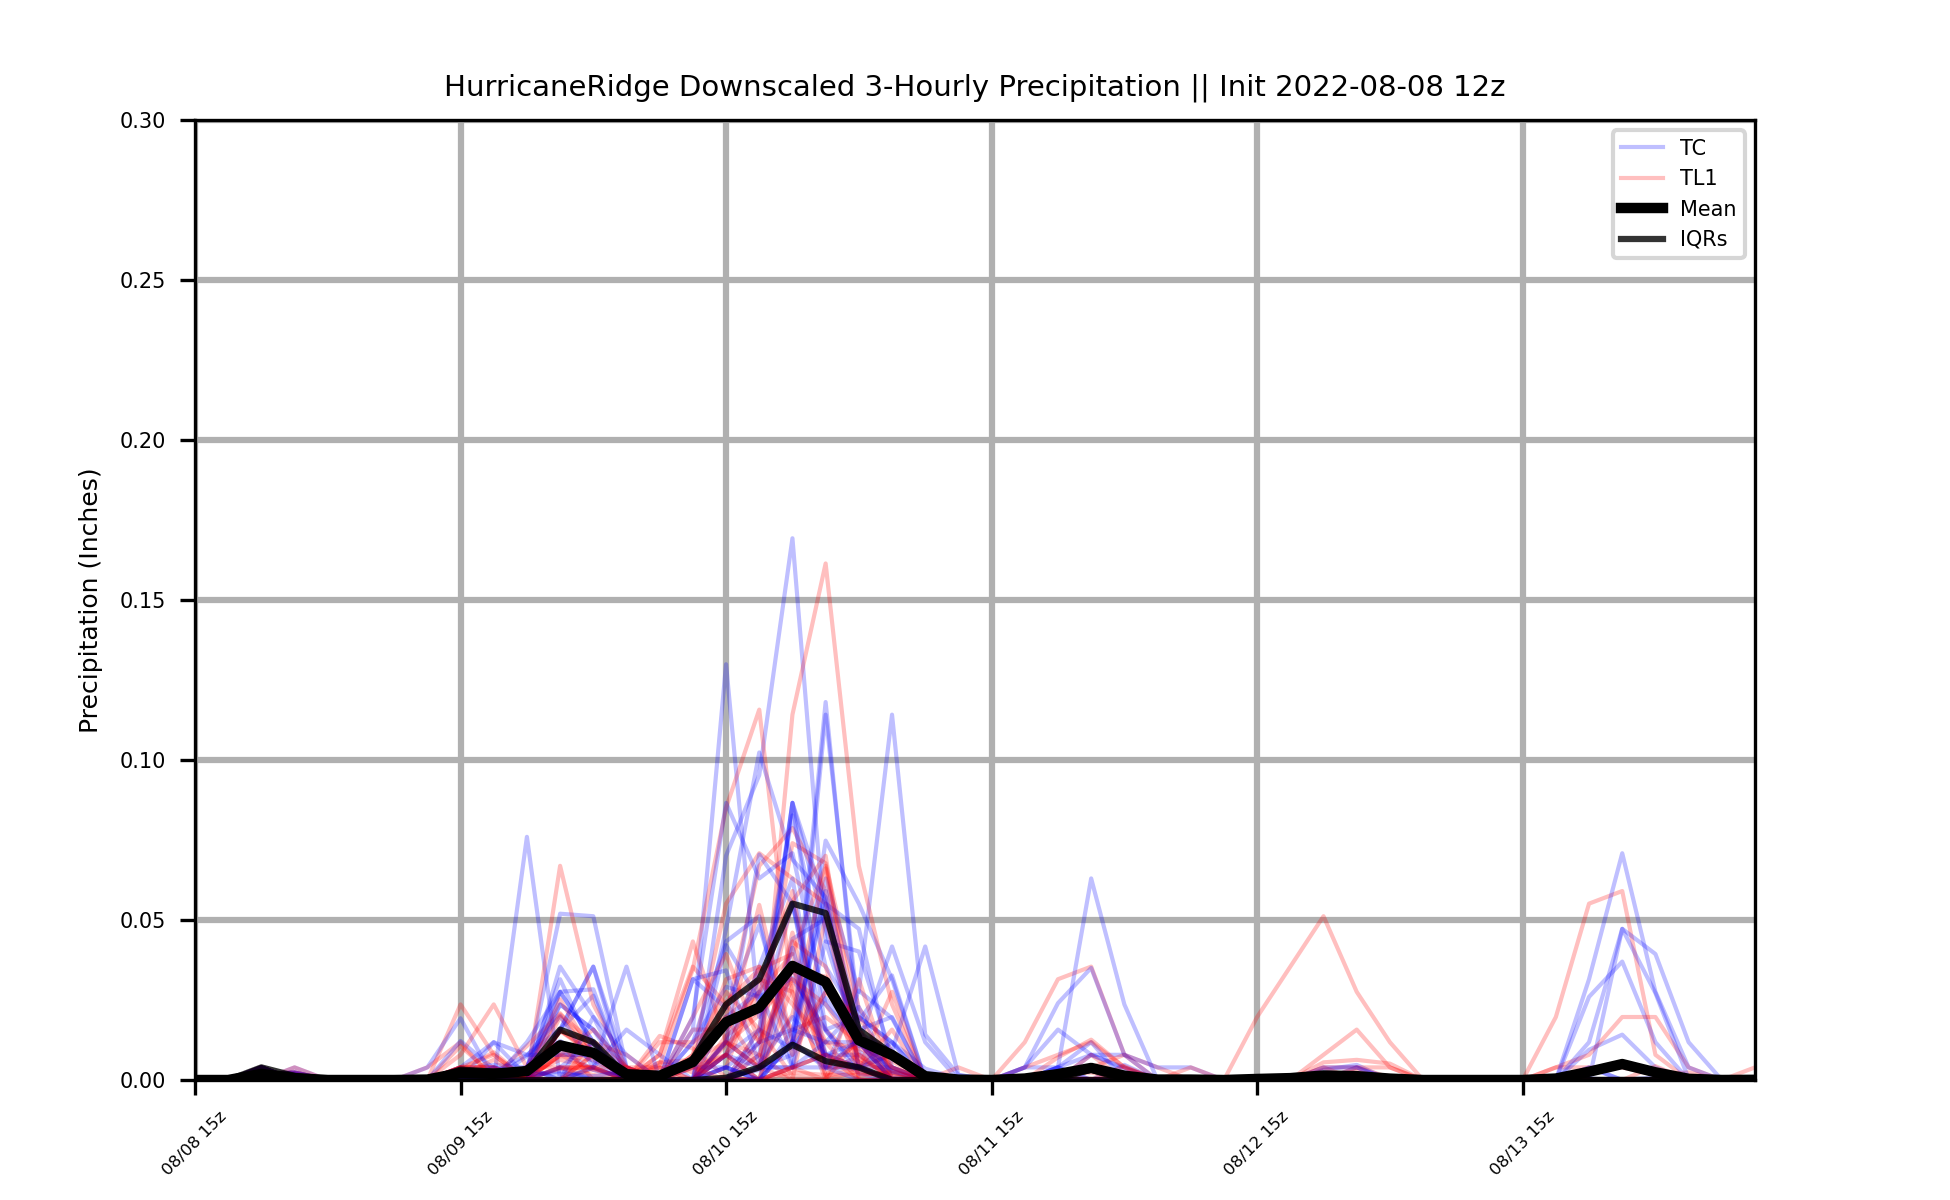 HurricaneRidge Downscaled 3-Hourly Precipitation || Init 2022-08-08 12z
0.30
0.25
0.20
0.15
0.10
0.05
0.00
Precipitation (Inches)
TC
TL1
Mean
IQRs
08/08 15z
08/09 15z
08/10 15z
08/11 15z
08/12 15z
08/13 15z